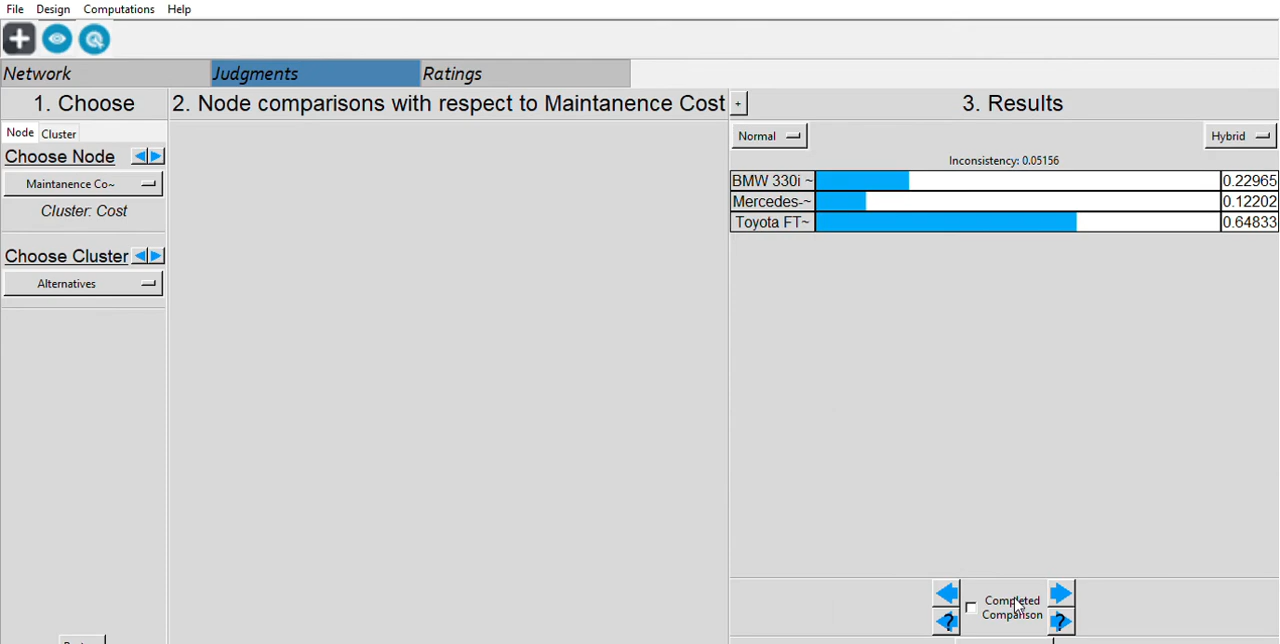 File Design Computations Help
Network Judgments Ratings
1. Choose
2. Node comparisons with respect to Maintanence Cost
+
3. Results
Node Cluster
Choose Node
Maintanence Co~
Cluster: Cost
Choose Cluster
Alternatives
Normal
Hybrid
Inconsistency: 0.05156
BMW 330i ~ 0.22965
Mercedes-~ 0.12202
Toyota FT~ 0.64833
Completed
Comparison
? ?